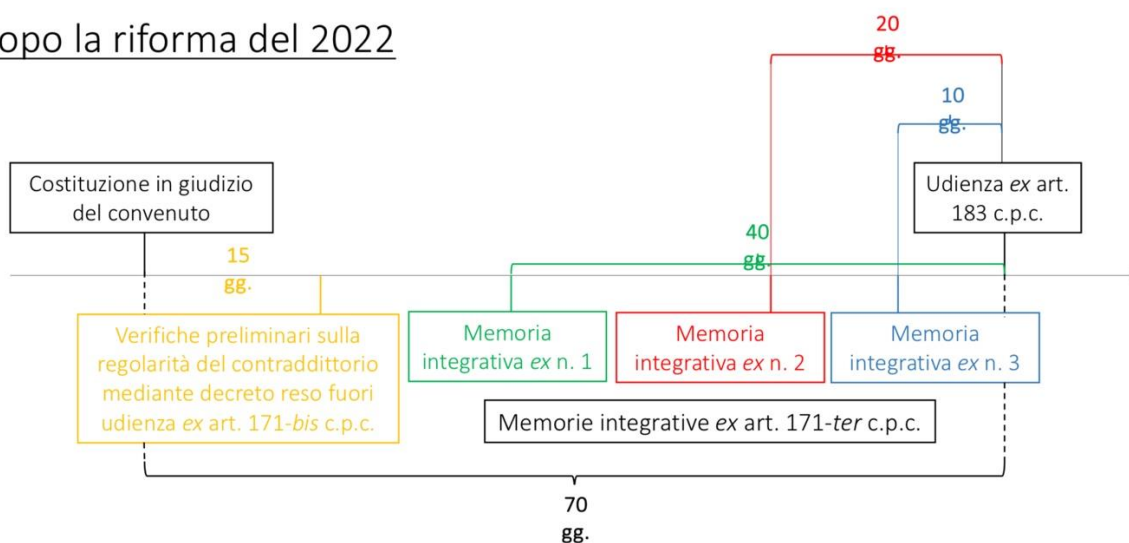 opo la riforma del 2022
20
gg.
10
gg.
Costituzione in giudizio
del convenuto
Udienza ex art.
183 c.p.c.
15
gg.
40
gg.
Verifiche preliminari sulla
regolarità del contraddittorio
mediante decreto reso fuori
udienza ex art. 171-bis c.p.c.
Memoria
integrativa ex n. 1
Memoria
integrativa ex n. 2
Memoria
integrativa ex n. 3
Memorie integrative ex art. 171-ter c.p.c.
70
gg.